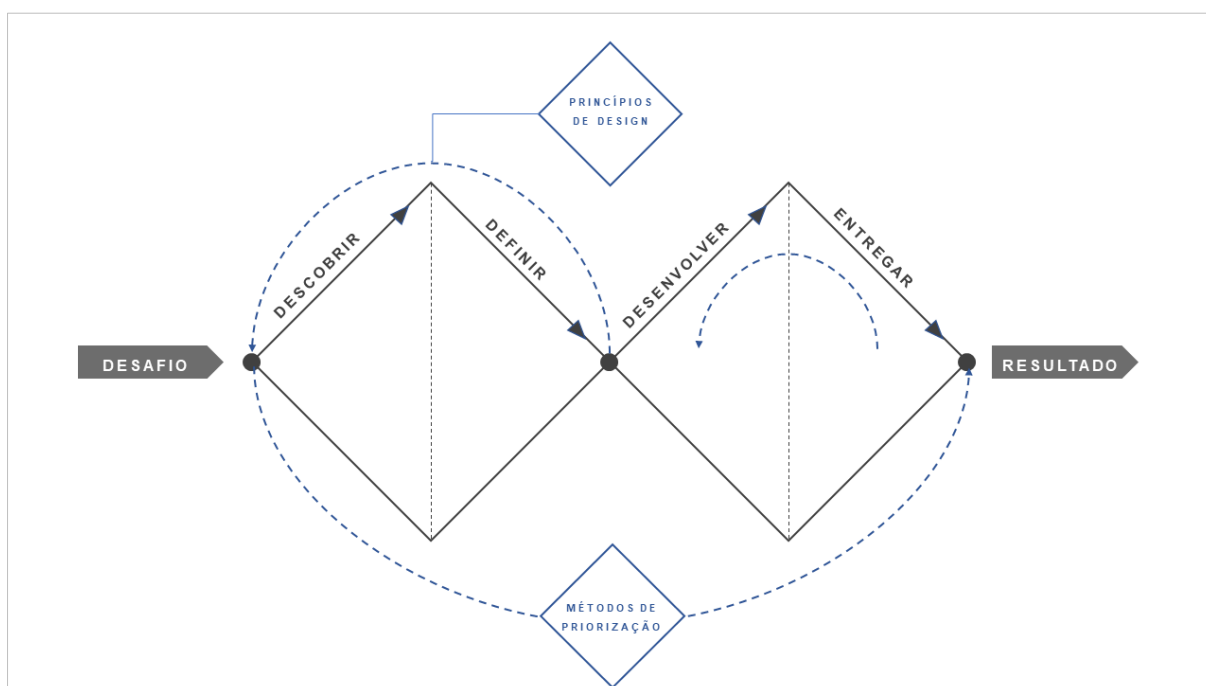 PRINCÍPIOS
DE DESIGN
DESCOBRIR
DEFINIR
DESENVOLVER
ENTREGAR
DESAFIO
RESULTADO
MÉTODOS DE
PRIORIZAÇÃO